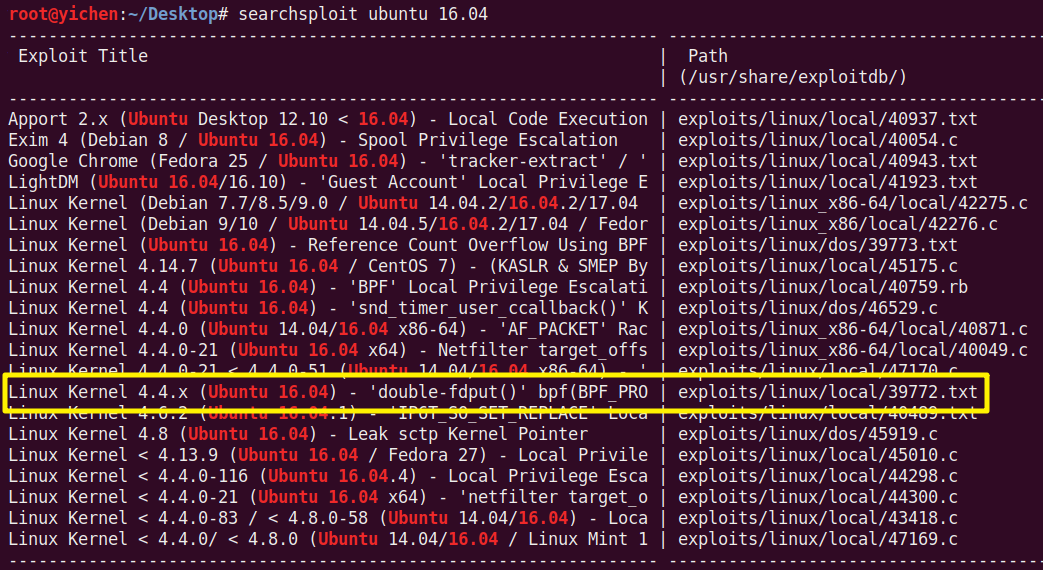 root@yichen:~/Desktop# searchsploit ubuntu 16.04
----------------------------------------------------------------- --------------------------------------
Exploit Title | Path
| (/usr/share/exploitdb/)
----------------------------------------------------------------- --------------------------------------
Apport 2.x (Ubuntu Desktop 12.10 < 16.04) - Local Code Execution | exploits/linux/local/40937.txt
Exim 4 (Debian 8 / Ubuntu 16.04) - Spool Privilege Escalation | exploits/linux/local/40054.c
Google Chrome (Fedora 25 / Ubuntu 16.04) - 'tracker-extract' / ' | exploits/linux/local/40943.txt
LightDM (Ubuntu 16.04/16.10) - 'Guest Account' Local Privilege E | exploits/linux/local/41923.txt
Linux Kernel (Debian 7.7/8.5/9.0 / Ubuntu 14.04.2/16.04.2/17.04 | exploits/linux_x86-64/local/42275.c
Linux Kernel (Debian 9/10 / Ubuntu 14.04.5/16.04.2/17.04 / Fedor | exploits/linux_x86/local/42276.c
Linux Kernel (Ubuntu 16.04) - Reference Count Overflow Using BPF | exploits/linux/dos/39773.txt
Linux Kernel 4.14.7 (Ubuntu 16.04 / CentOS 7) - (KASLR & SMEP By | exploits/linux/local/45175.c
Linux Kernel 4.4 (Ubuntu 16.04) - 'BPF' Local Privilege Escalati | exploits/linux/local/40759.rb
Linux Kernel 4.4 (Ubuntu 16.04) - 'snd_timer_user_ccallback()' K | exploits/linux/dos/46529.c
Linux Kernel 4.4.0 (Ubuntu 14.04/16.04 x86-64) - 'AF_PACKET' Rac | exploits/linux_x86-64/local/40871.c
Linux Kernel 4.4.0-21 (Ubuntu 16.04 x64) - Netfilter target_offs | exploits/linux_x86-64/local/40049.c
Linux Kernel 4.4.0-21 < 4.4.0-51 (Ubuntu 14.04/16.04 x86-64) - ' | exploits/linux/local/47170.c
Linux Kernel 4.4.x (Ubuntu 16.04) - 'double-fdput()' bpf(BPF_PRO | exploits/linux/local/39772.txt
Linux Kernel 4.6.2 (Ubuntu 16.04.1) - 'IP6T_SO_SET_REPLACE' Loca | exploits/linux/local/40489.txt
Linux Kernel 4.8 (Ubuntu 16.04) - Leak sctp Kernel Pointer | exploits/linux/dos/45919.c
Linux Kernel < 4.13.9 (Ubuntu 16.04 / Fedora 27) - Local Privile | exploits/linux/local/45010.c
Linux Kernel < 4.4.0-116 (Ubuntu 16.04.4) - Local Privilege Esca | exploits/linux/local/44298.c
Linux Kernel < 4.4.0-21 (Ubuntu 16.04 x64) - 'netfilter target_o | exploits/linux/local/44300.c
Linux Kernel < 4.4.0-83 / < 4.8.0-58 (Ubuntu 14.04/16.04) - Loca | exploits/linux/local/43418.c
Linux Kernel < 4.4.0/ < 4.8.0 (Ubuntu 14.04/16.04 / Linux Mint 1 | exploits/linux/local/47169.c
----------------------------------------------------------------- --------------------------------------